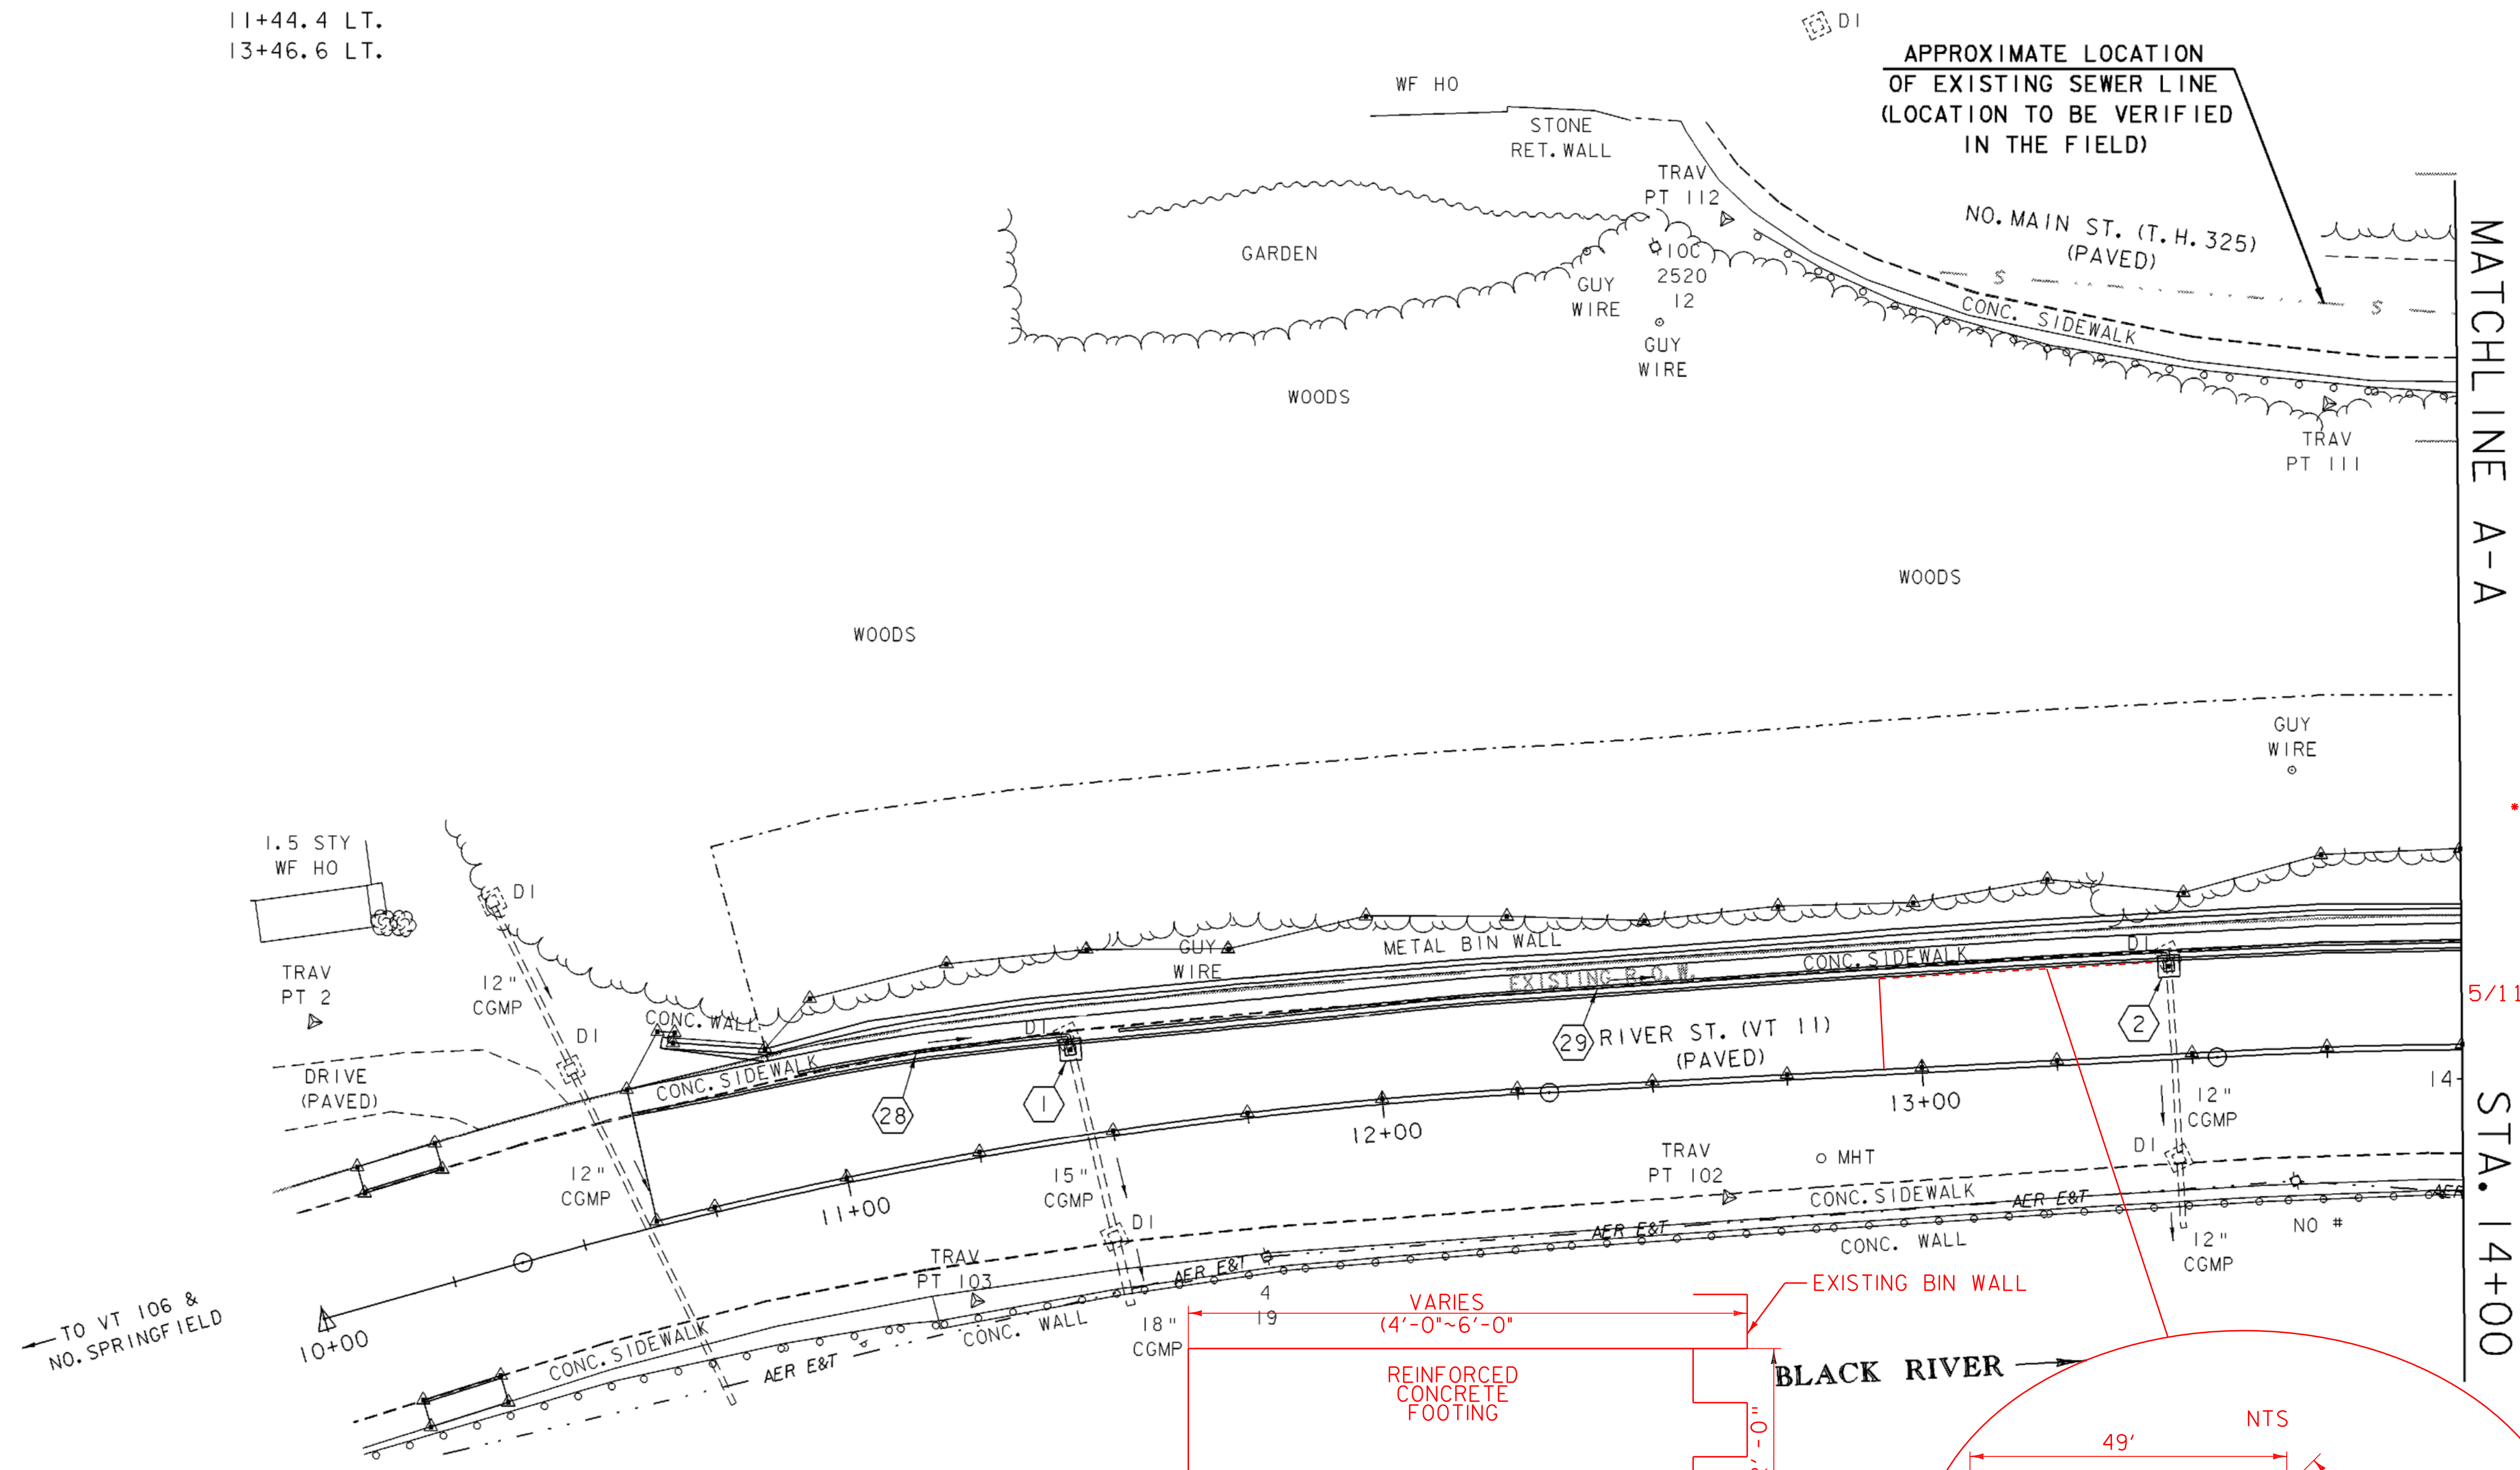 11+44.4 LT.
13+46.6 LT.
DI
APPROXIMATE LOCATION
OF EXISTING SEWER LINE
(LOCATION TO BE VERIFIED
IN THE FIELD)
WF HO
STONE
RET. WALL
TRAV
PT 112
NO. MAIN ST. (T.H. 325)
(PAVED)
GARDEN
GUY
WIRE
2520
12
GUY
WIRE
S
S
CONC. SIDEWALK
WOODS
TRAV
PT 111
MATCHLINE A-A
STA. 14+00
WOODS
WOODS
GUY
WIRE
*
1.5 STY
WF HO
DI
TRAV
PT 2
12"
CGMP
DI
CONC. WALL
CONC. SIDEWALK
DRIVE
(PAVED)
GUY
WIRE
METAL BIN WALL
EXISTING R.O.W.
CONC. SIDEWALK
DI
DI
5/11
28
1
29
RIVER ST. (VT 11)
(PAVED)
2
12"
CGMP
11+00
15"
CGMP
12+00
13+00
14
12"
CGMP
DI
DI
TRAV
PT 102
MHT
CONC. SIDEWALK
AER E&T
AER E&T
AER E&T
AER
CONC. WALL
NO #
12"
CGMP
TRAV
PT 103
4
19
TO VT 106 &
NO. SPRINGFIELD
10+00
CONC. SIDEWALK
AER E&T
CONC. WALL
18"
CGMP
VARIES
(4'-0"~6'-0"
EXISTING BIN WALL
REINFORCED
CONCRETE
FOOTING
BLACK RIVER
NTS
49'